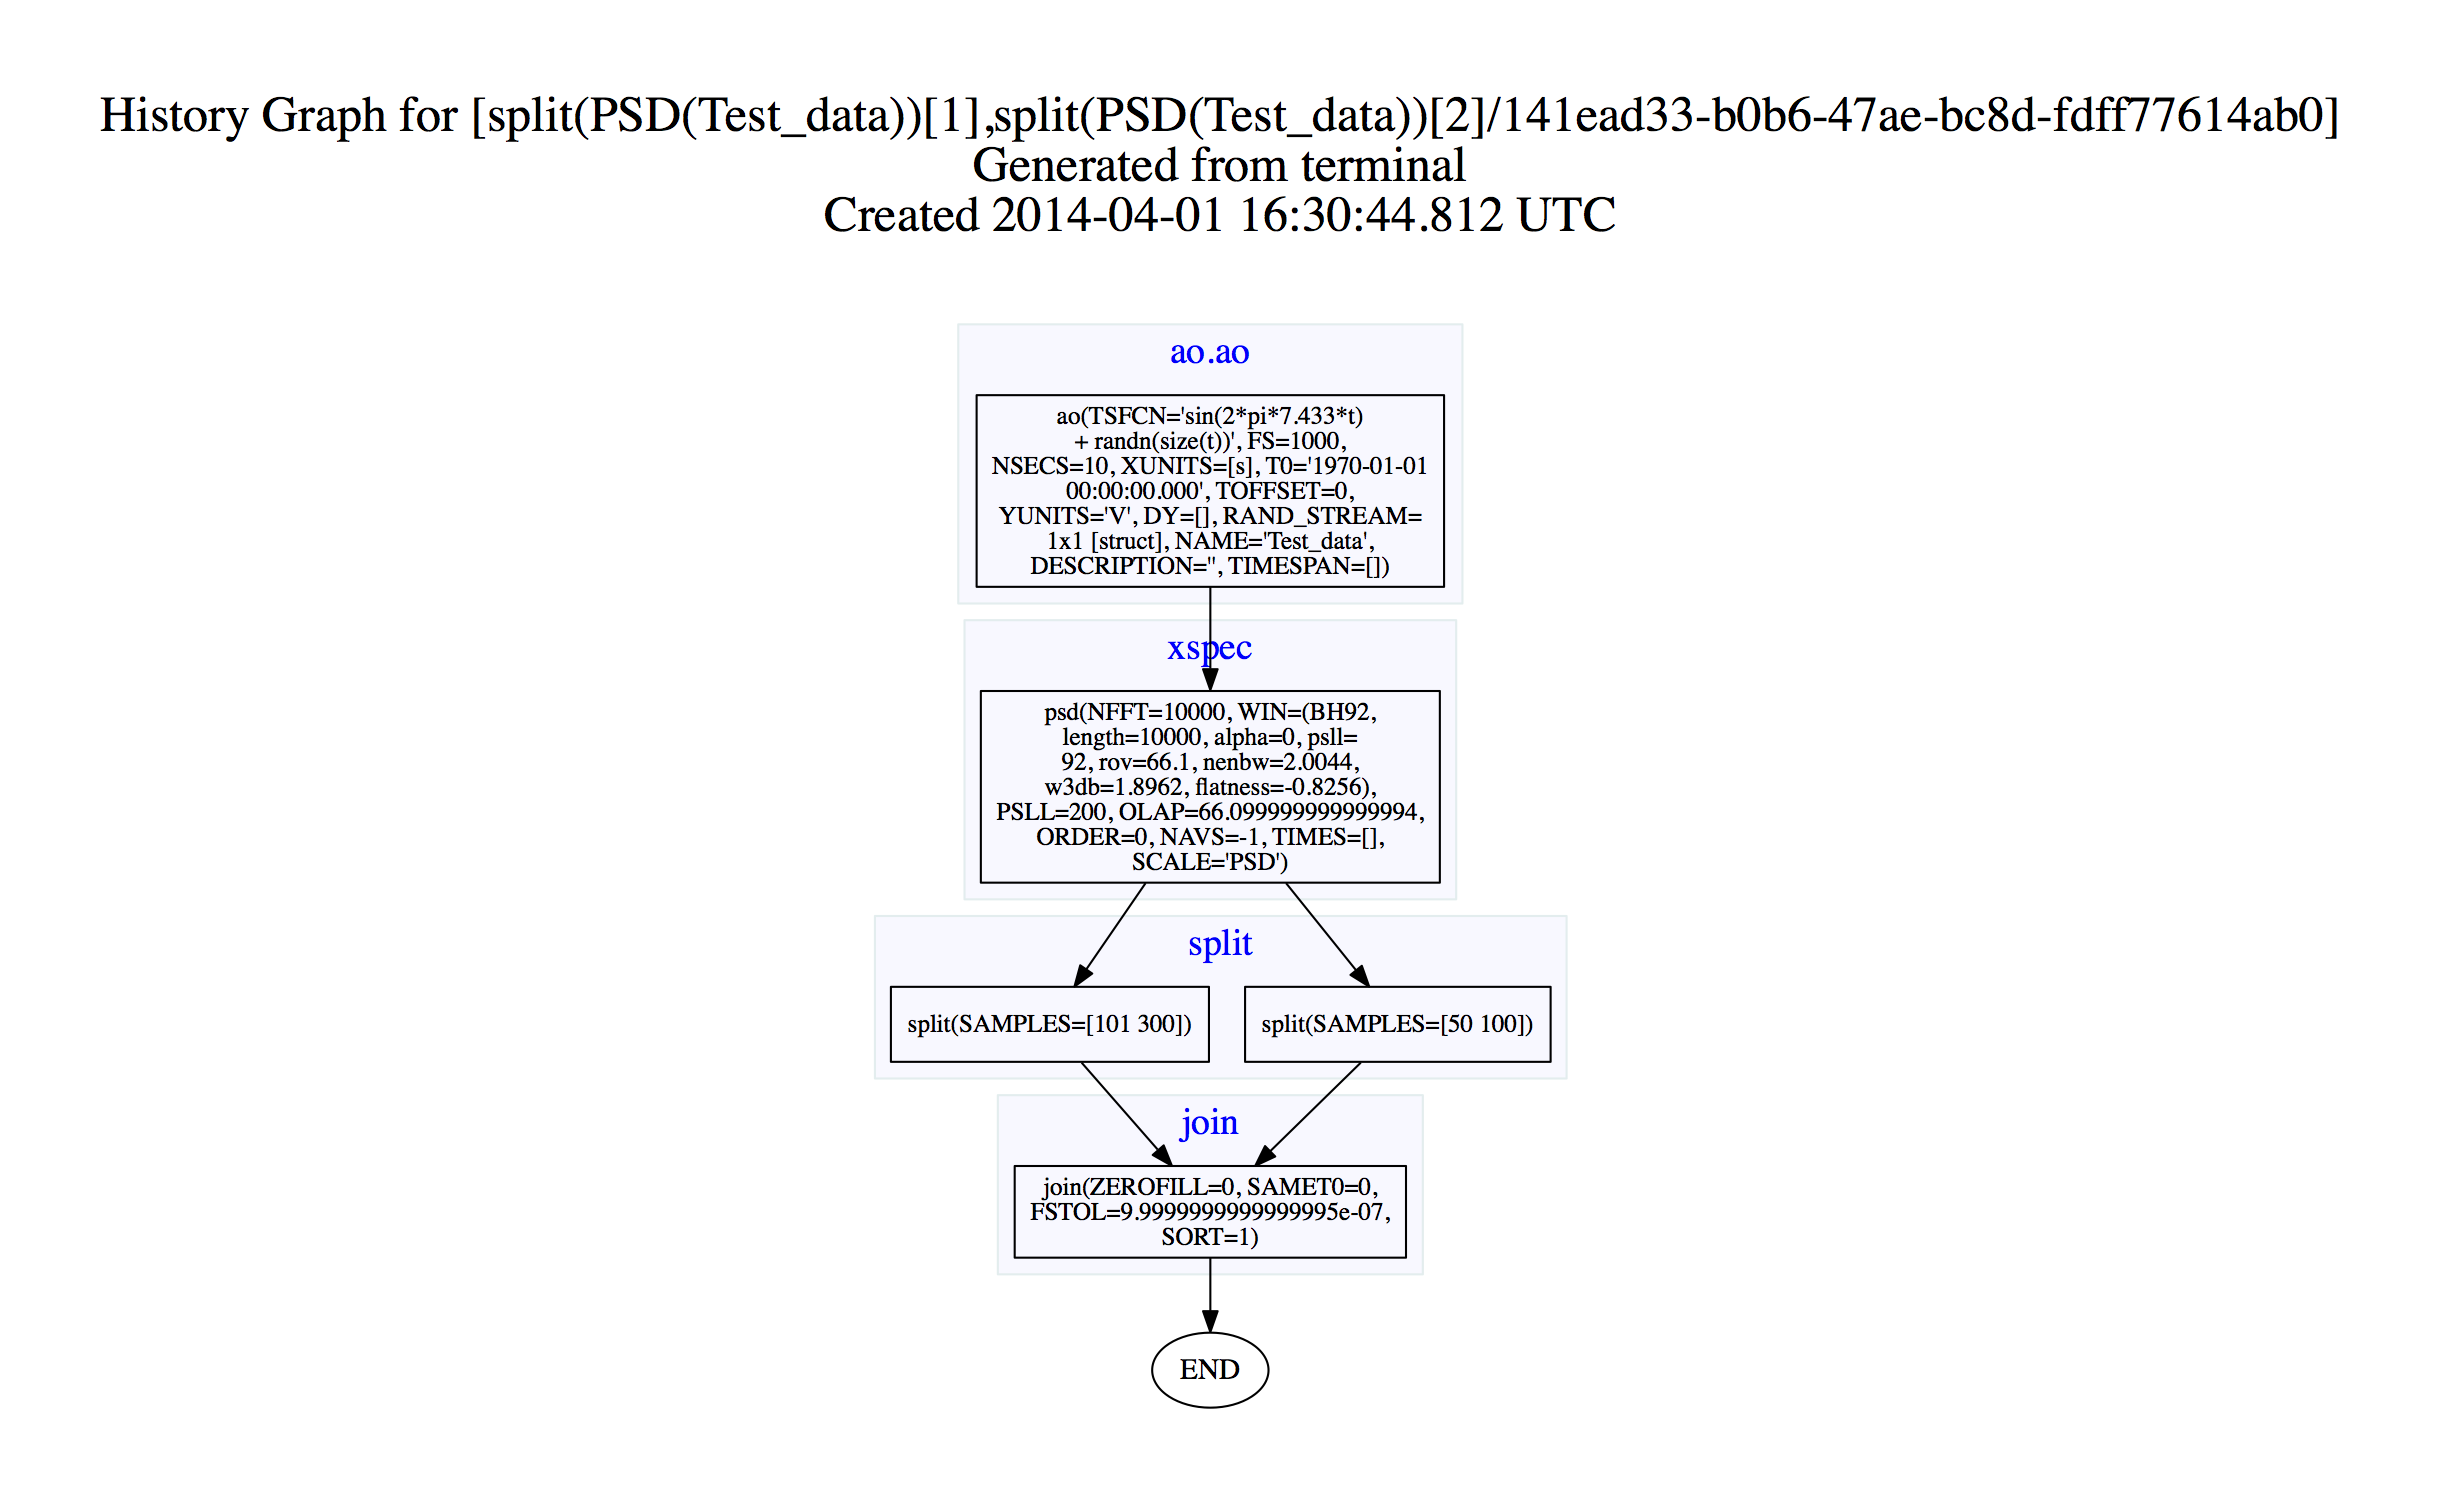 History Graph for [split(PSD(Test_data))[1],split(PSD(Test_data))[2]/141ead33-b0b6-47ae-bc8d-fdff77614ab0]
Generated from terminal
Created 2014-04-01 16:30:44.812 UTC
ao.ao
ao(TSFCN='sin(2*pi*7.433*t)
+ randn(size(t))', FS=1000,
NSECS=10, XUNITS=[s], T0='1970-01-01
00:00:00.000', TOFFSET=0,
YUNITS='V', DY=[], RAND_STREAM=
1x1 [struct], NAME='Test_data',
DESCRIPTION='', TIMESPAN=[])
xspec
psd(NFFT=10000, WIN=(BH92,
length=10000, alpha=0, psll=
92, rov=66.1, nenbw=2.0044,
w3db=1.8962, flatness=-0.8256),
PSLL=200, OLAP=66.099999999999994,
ORDER=0, NAVS=-1, TIMES=[],
SCALE='PSD')
split
split(SAMPLES=[101 300])
split(SAMPLES=[50 100])
join
join(ZEROFILL=0, SAMET0=0,
FSTOL=9.9999999999999995e-07,
SORT=1)
END